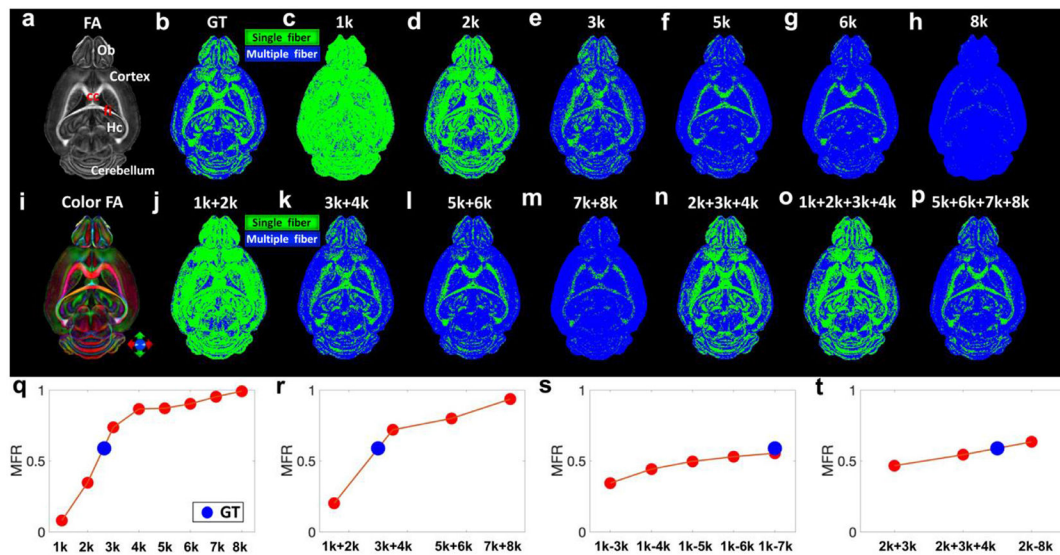 a FA b GT c 1k d 2k e 3k f 5k g 6k h 8k
Single fiber
Multiple fiber
Ob
Cortex
cc
fi
Hc
Cerebellum
i Color FA j 1k+2k k 3k+4k l 5k+6k m 7k+8k n 2k+3k+4k o 1k+2k+3k+4k p 5k+6k+7k+8k
Single fiber
Multiple fiber
q
1
0.5
0
MFR
GT
1k 2k 3k 4k 5k 6k 7k 8k
r
1
0.5
0
MFR
1k+2k 3k+4k 5k+6k 7k+8k
s
1
0.5
0
MFR
1k-3k 1k-4k 1k-5k 1k-6k 1k-7k
t
1
0.5
0
MFR
2k+3k 2k+3k+4k 2k-8k